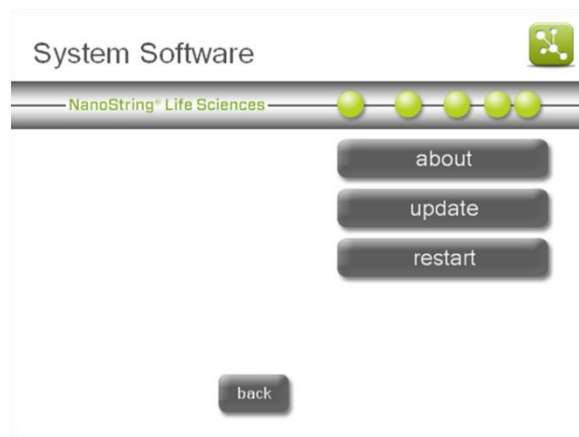 System Software
NanoString® Life Sciences
about
update
restart
back